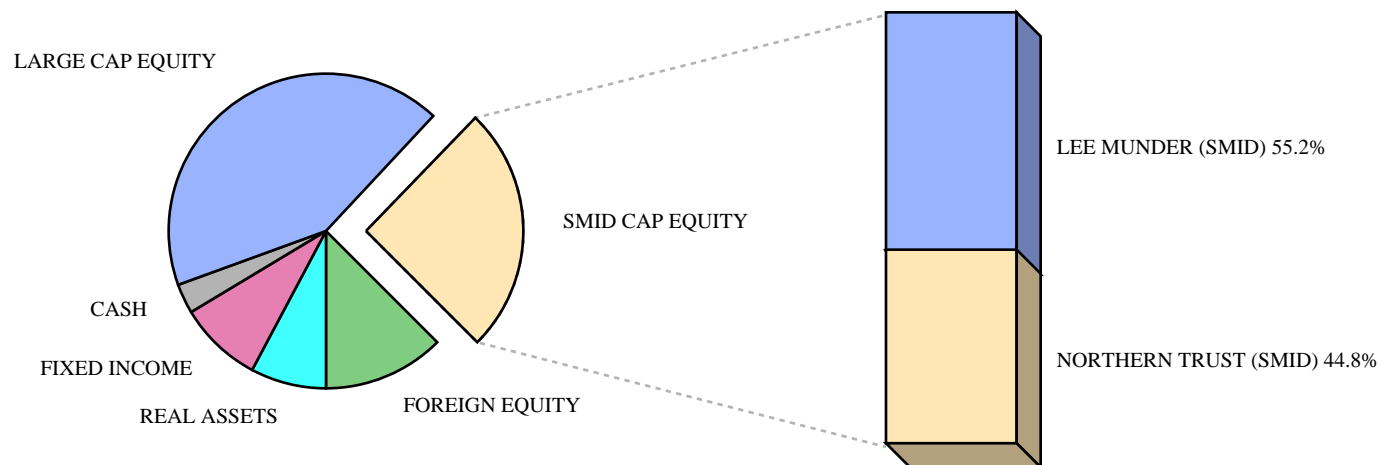 LARGE CAP EQUITY
LEE MUNDER (SMID) 55.2%
SMID CAP EQUITY
CASH
NORTHERN TRUST (SMID) 44.8%
FIXED INCOME
FOREIGN EQUITY
REAL ASSETS